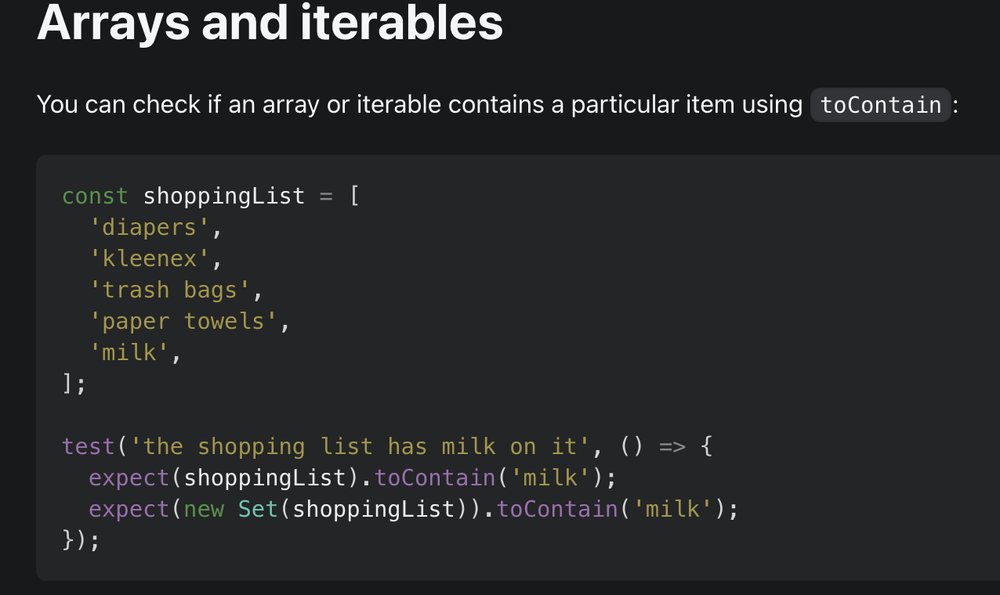 Arrays and iterables
You can check if an array or iterable contains a particular item using toContain:
const shoppingList = [
  'diapers',
  'kleenex',
  'trash bags',
  'paper towels',
  'milk',
];
test('the shopping list has milk on it', () => {
  expect(shoppingList).toContain('milk');
  expect(new Set(shoppingList)).toContain('milk');
});